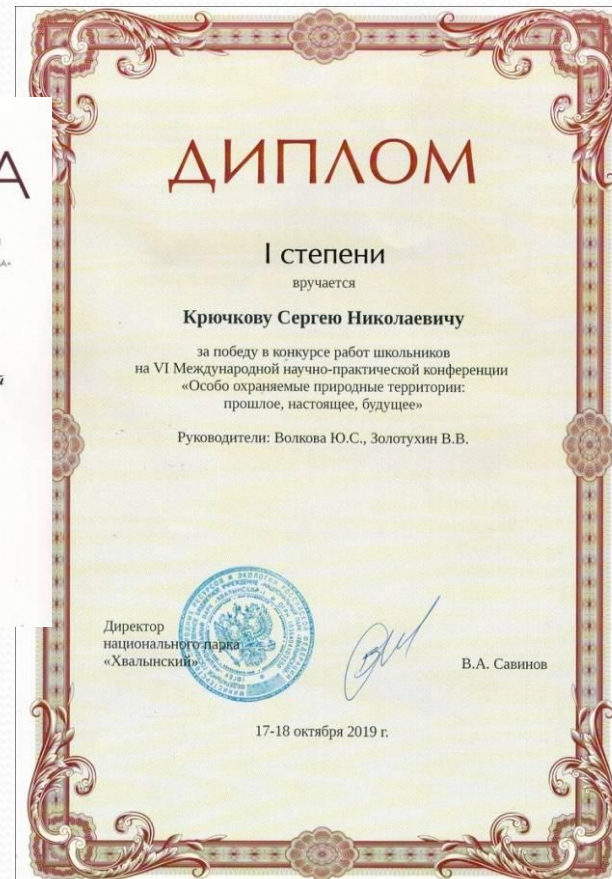 ДИПЛОМ
I степени
вручается
Крючкову Сергею Николаевичу
за победу в конкурсе работ школьников
на VI Международной научно-практической конференции
«Особо охраняемые природные территории:
прошлое, настоящее, будущее»
Руководители: Волкова Ю.С., Золотухин В.В.
Директор
национального парка
«Хвалынский»
В.А. Савинов
17-18 октября 2019 г.